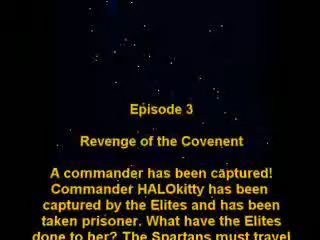 Episode 3
Revenge of the Covenent
A commander has been captured!
Commander HALOkitty has been
captured by the Elites and has been
taken prisoner. What have the Elites
done to her? The Spartans must travel